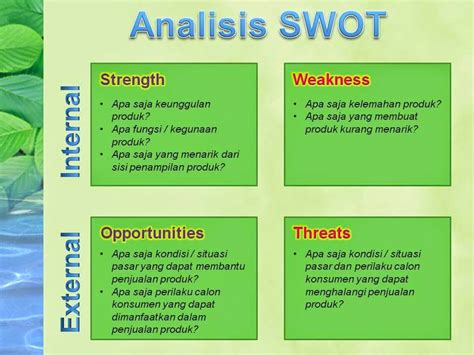 Analisis SWOT
Internal
Strength
• Apa saja keunggulan
produk?
• Apa fungsi / kegunaan
produk?
• Apa saja yang menarik dari
sisi penampilan produk?
Weakness
• Apa saja kelemahan produk?
• Apa saja yang membuat
produk kurang menarik?
External
Opportunities
• Apa saja kondisi / situasi
pasar yang dapat membantu
penjualan produk?
• Apa saja perilaku calon
konsumen yang dapat
dimanfaatkan dalam
penjualan produk?
Threats
• Apa saja kondisi / situasi
pasar dan perilaku calon
konsumen yang dapat
menghalangi penjualan
produk?